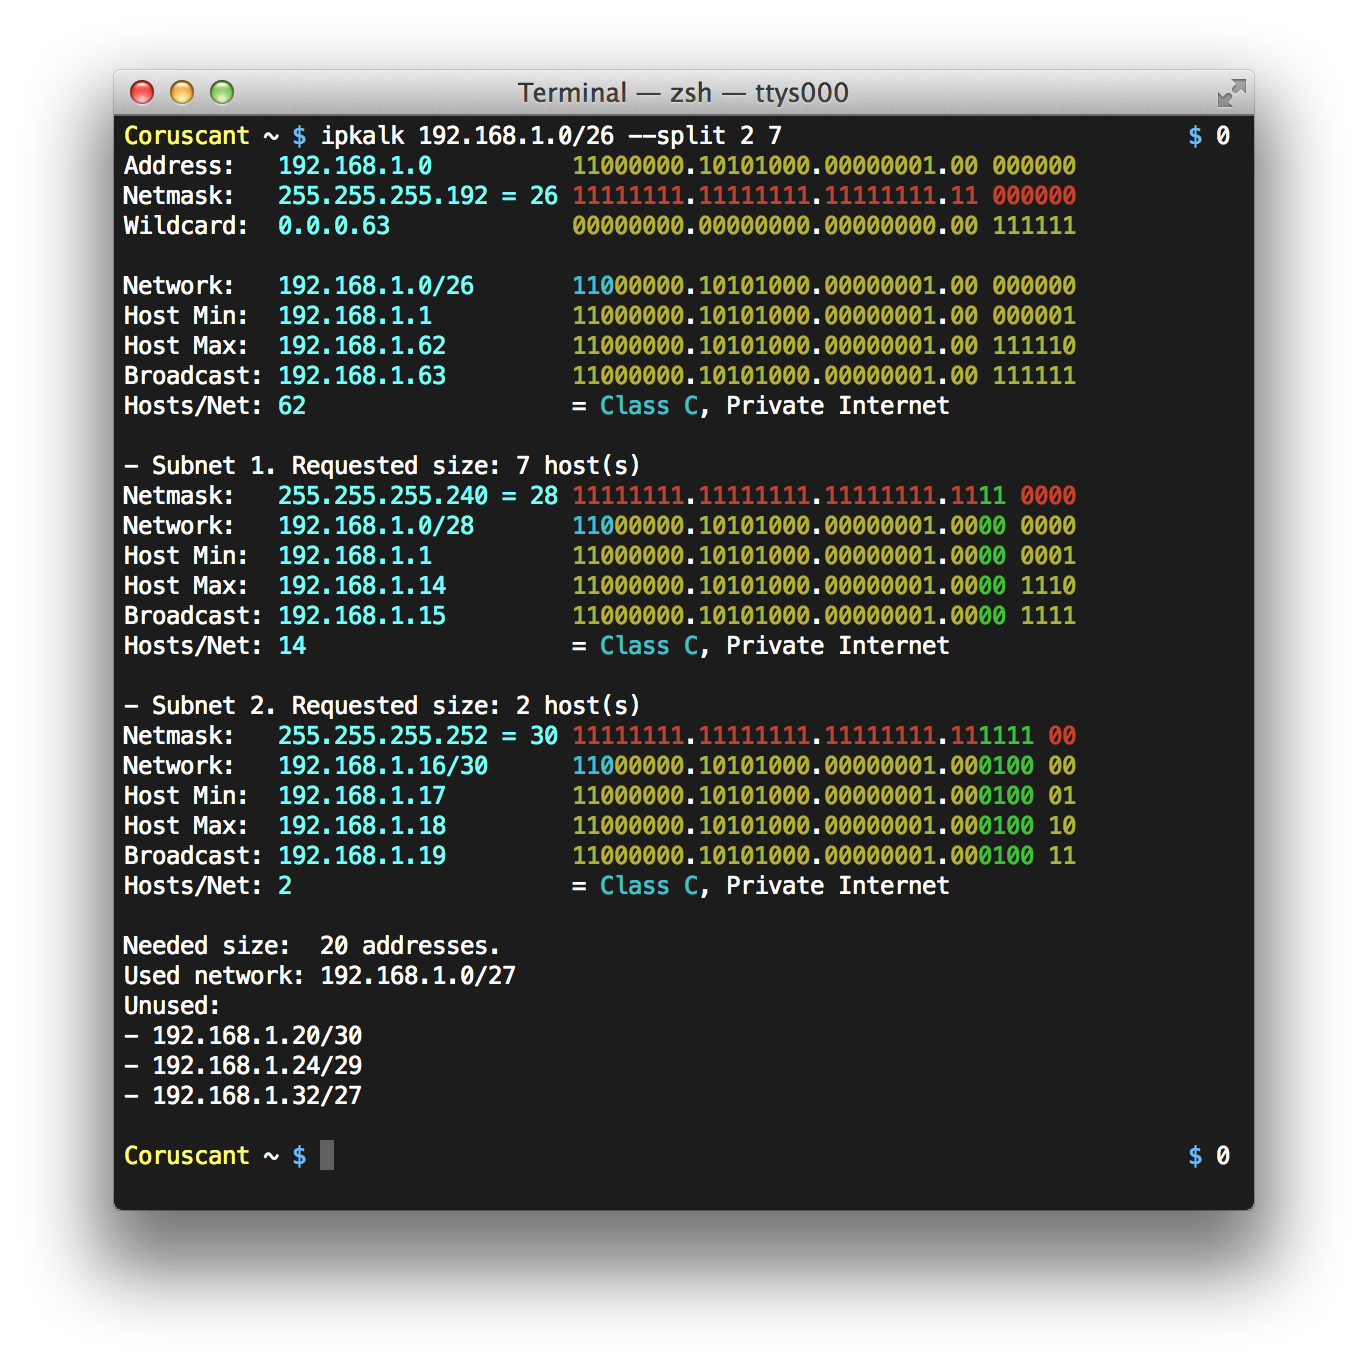 Terminal — zsh — ttys000
Coruscant ~ $ ipkalk 192.168.1.0/26 --split 2 7 $ 0
Address: 192.168.1.0 11000000.10101000.00000001.00 000000
Netmask: 255.255.255.192 = 26 11111111.11111111.11111111.11 000000
Wildcard: 0.0.0.63 00000000.00000000.00000000.00 111111
Network: 192.168.1.0/26 11000000.10101000.00000001.00 000000
Host Min: 192.168.1.1 11000000.10101000.00000001.00 000001
Host Max: 192.168.1.62 11000000.10101000.00000001.00 111110
Broadcast: 192.168.1.63 11000000.10101000.00000001.00 111111
Hosts/Net: 62 = Class C, Private Internet
- Subnet 1. Requested size: 7 host(s)
Netmask: 255.255.255.240 = 28 11111111.11111111.11111111.1111 0000
Network: 192.168.1.0/28 11000000.10101000.00000001.0000 0000
Host Min: 192.168.1.1 11000000.10101000.00000001.0000 0001
Host Max: 192.168.1.14 11000000.10101000.00000001.0000 1110
Broadcast: 192.168.1.15 11000000.10101000.00000001.0000 1111
Hosts/Net: 14 = Class C, Private Internet
- Subnet 2. Requested size: 2 host(s)
Netmask: 255.255.255.252 = 30 11111111.11111111.11111111.111111 00
Network: 192.168.1.16/30 11000000.10101000.00000001.000100 00
Host Min: 192.168.1.17 11000000.10101000.00000001.000100 01
Host Max: 192.168.1.18 11000000.10101000.00000001.000100 10
Broadcast: 192.168.1.19 11000000.10101000.00000001.000100 11
Hosts/Net: 2 = Class C, Private Internet
Needed size: 20 addresses.
Used network: 192.168.1.0/27
Unused:
- 192.168.1.20/30
- 192.168.1.24/29
- 192.168.1.32/27
Coruscant ~ $ $ 0